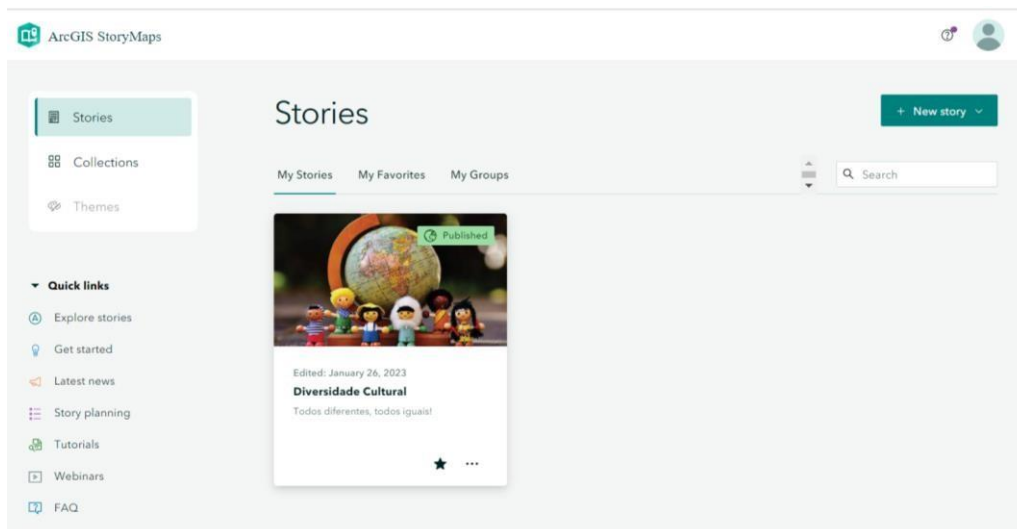 ArcGIS StoryMaps
Stories
Collections
Themes
Quick links
Explore stories
Get started
Latest news
Story planning
Tutorials
Webinars
FAQ
Stories
+ New story
My Stories My Favorites My Groups
Search
Published
Edited: January 26, 2023
Diversidade Cultural
Todos diferentes, todos iguais!